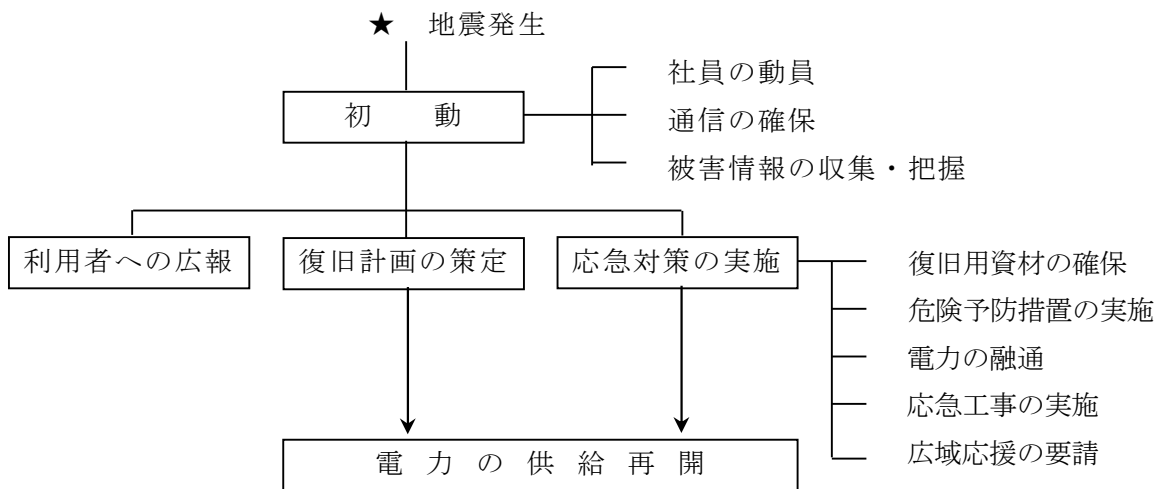 ★ 地震発生
初動
社員の動員
通信の確保
被害情報の収集・把握
利用者への広報
復旧計画の策定
応急対策の実施
復旧用資材の確保
危険予防措置の実施
電力の融通
応急工事の実施
広域応援の要請
電力の供給再開